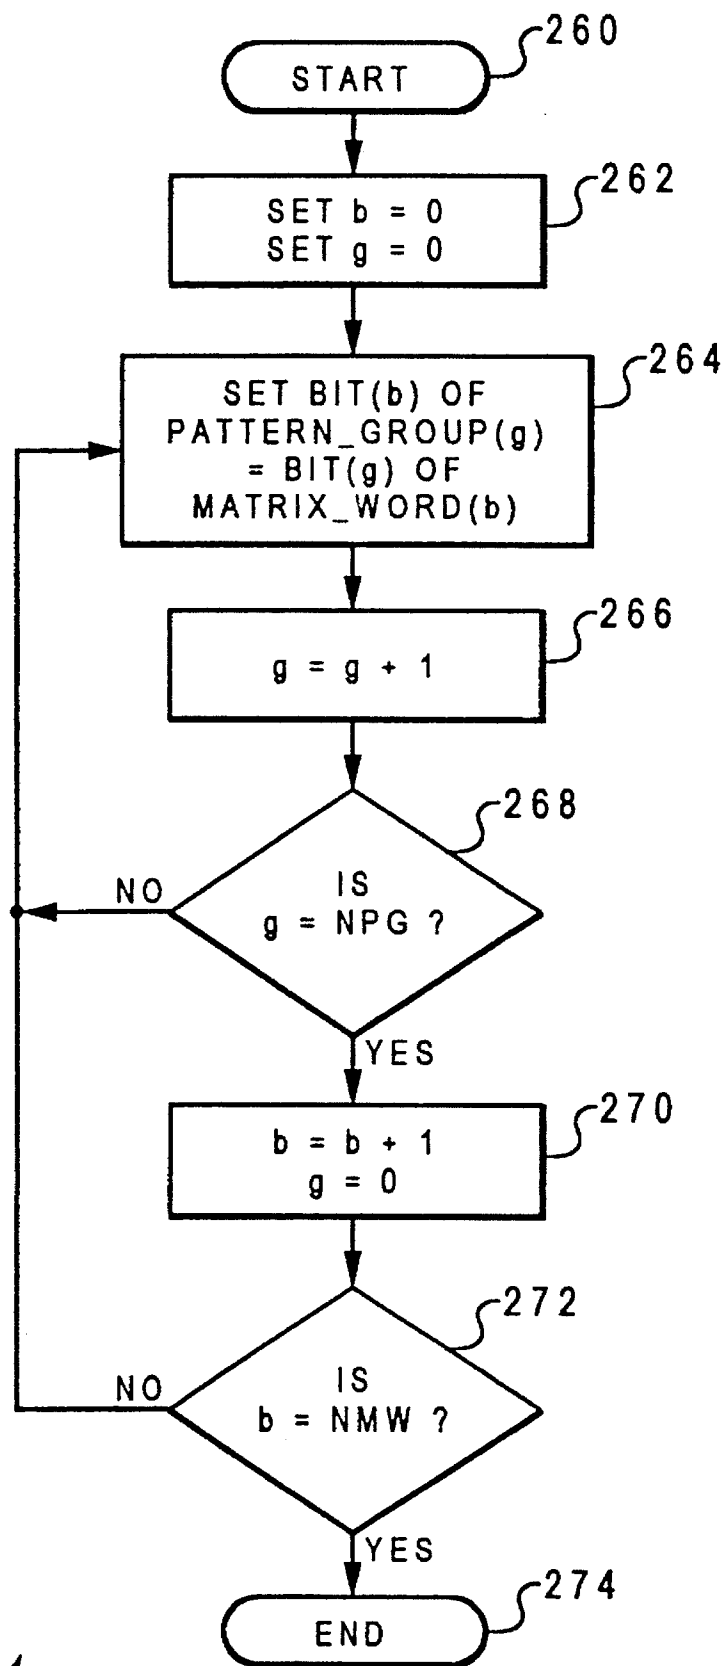 260
START
262
SET b = 0
SET g = 0
264
SET BIT(b) OF
PATTERN_GROUP(g)
= BIT(g) OF
MATRIX_WORD(b)
266
g = g + 1
268
IS
g = NPG ?
NO
YES
270
b = b + 1
g = 0
272
IS
b = NMW ?
NO
YES
274
END